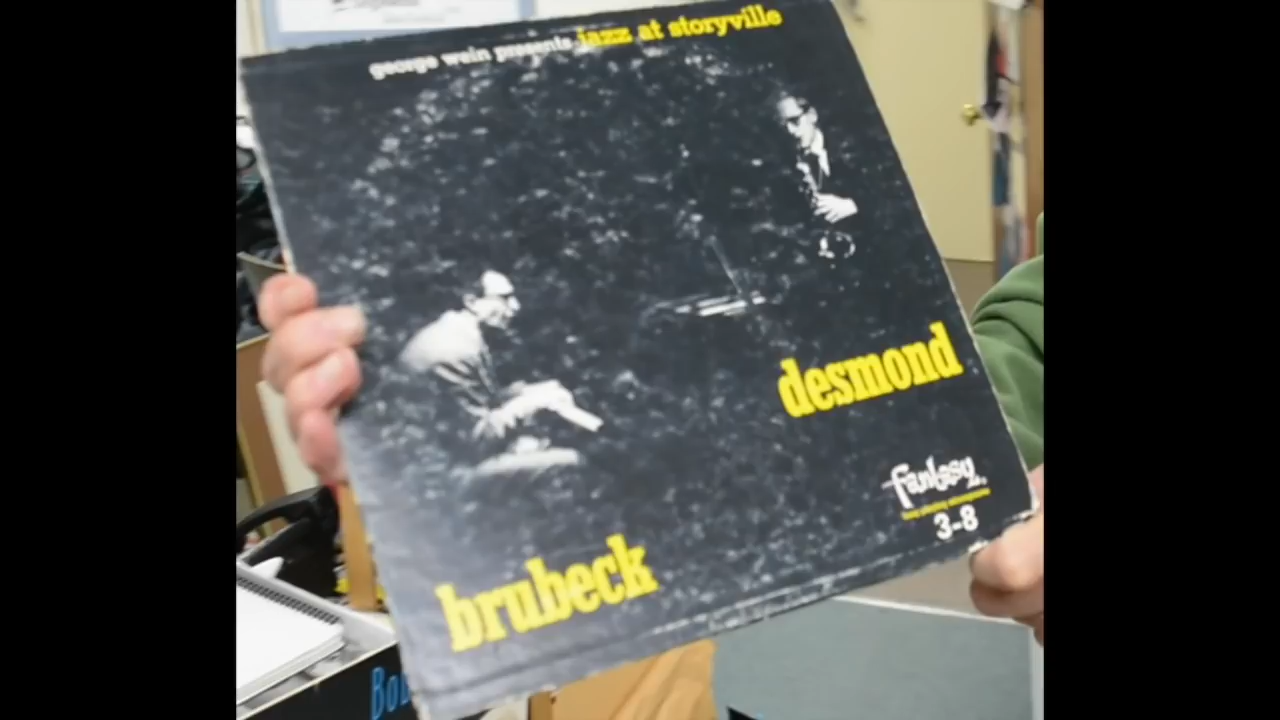 george wein presents jazz at storyville
desmond
fantasy
3-8
brubeck